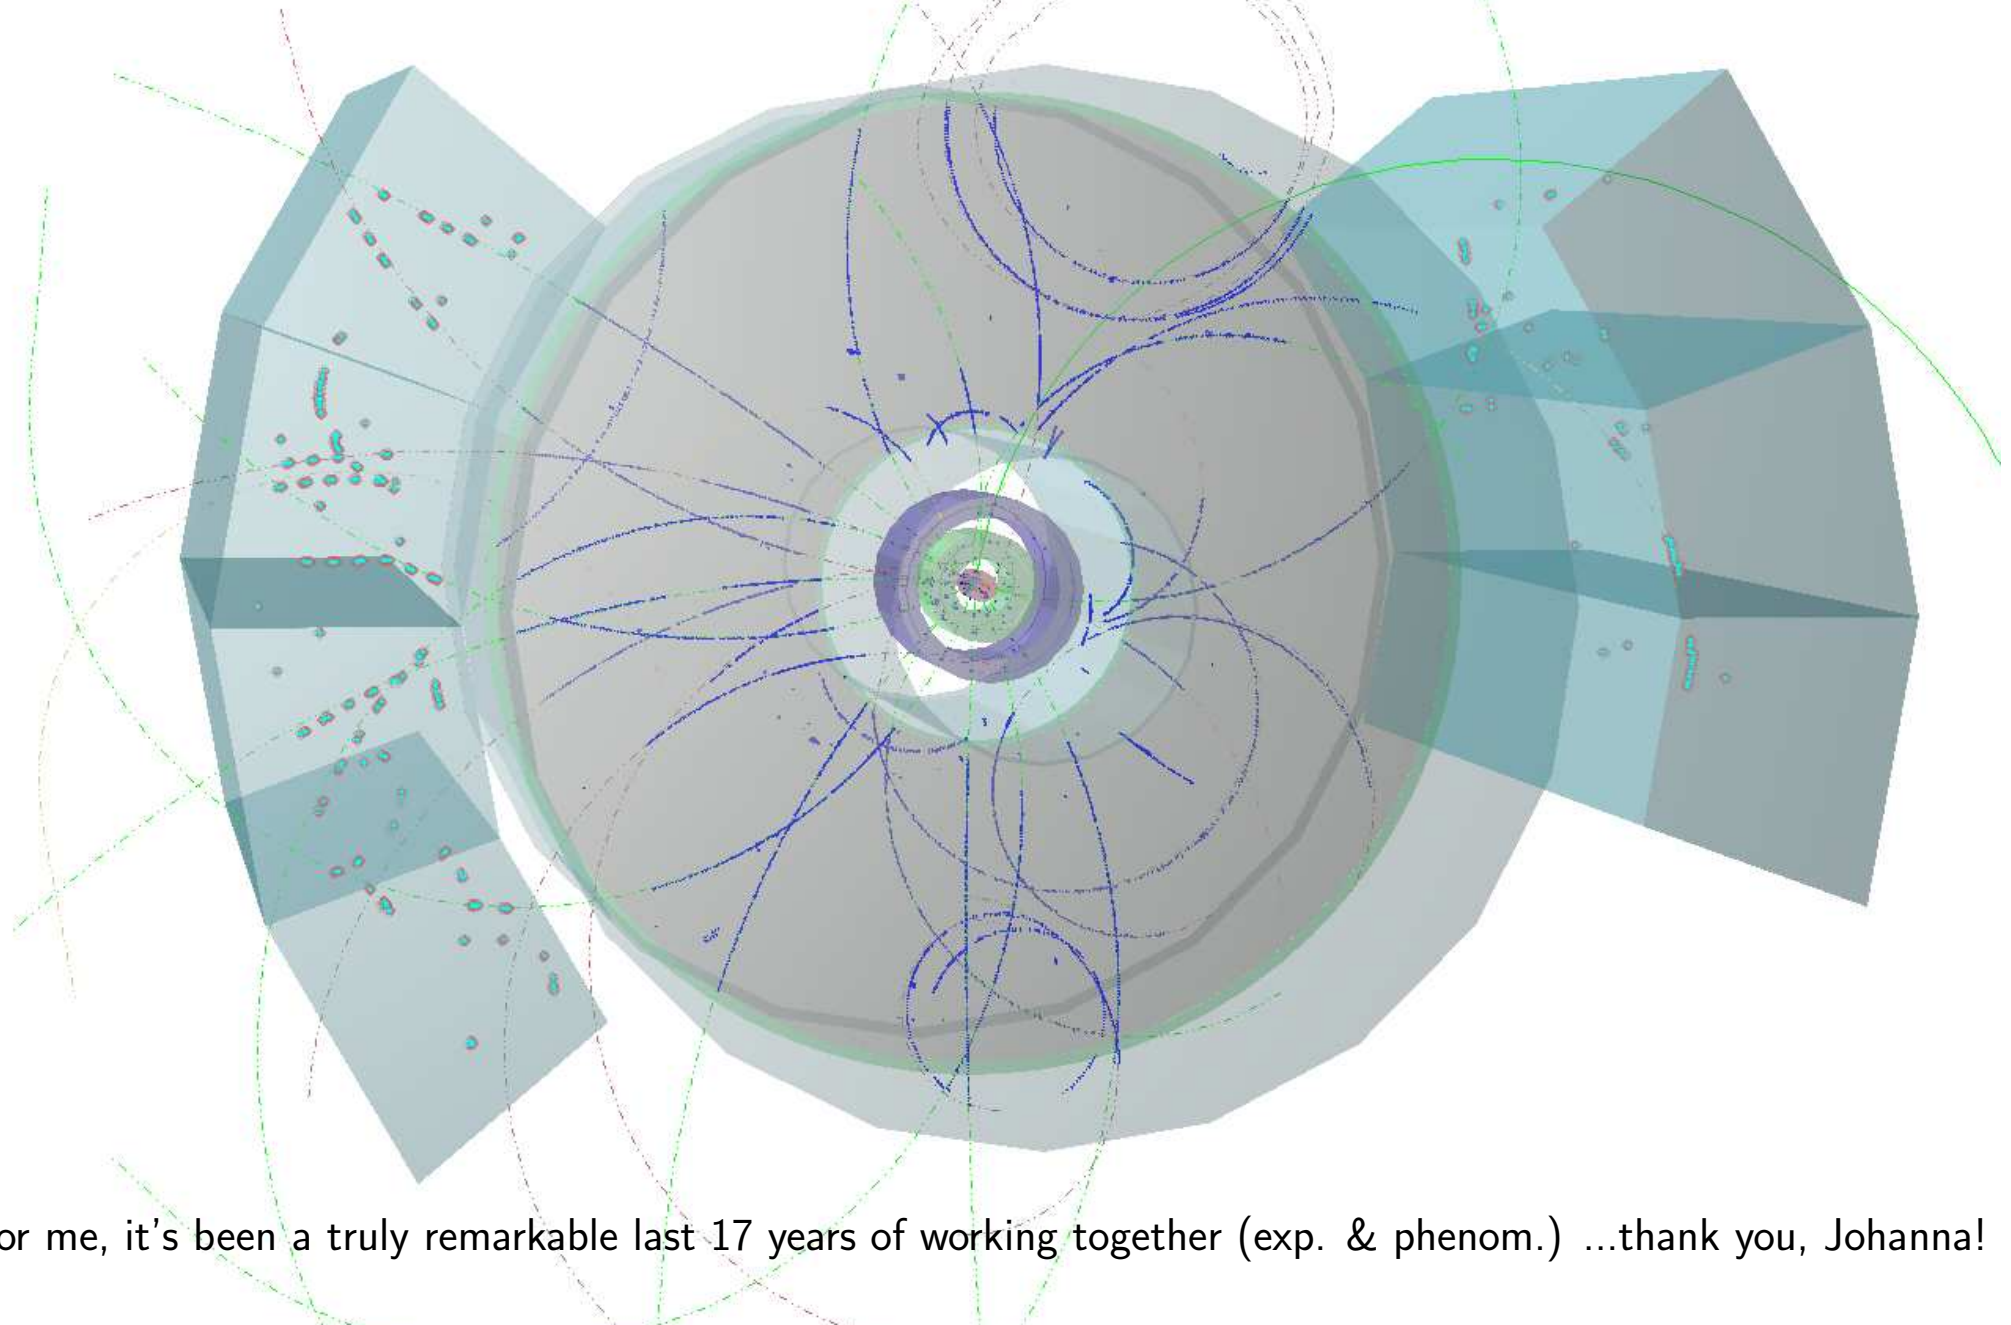 or me, it's been a truly remarkable last 17 years of working together (exp. & phenom.) ...thank you, Johanna!